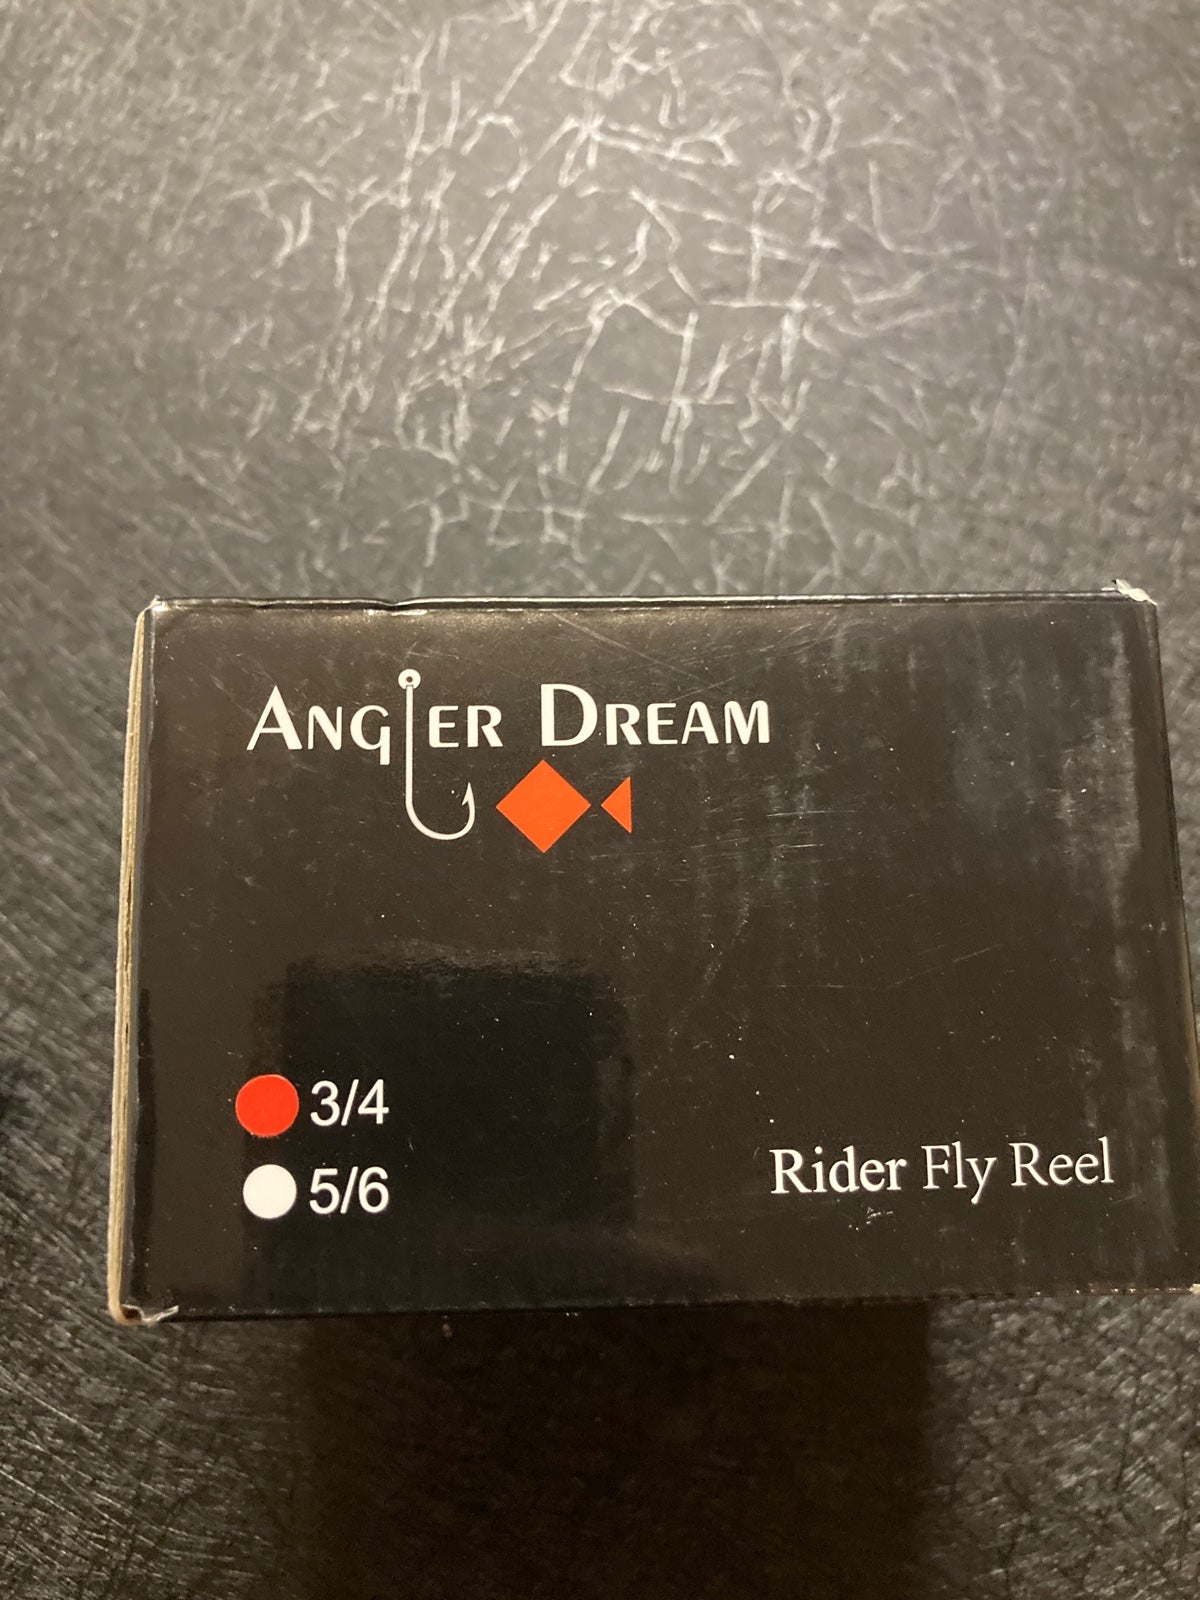 Angler Dream
3/4
5/6
Rider Fly Reel